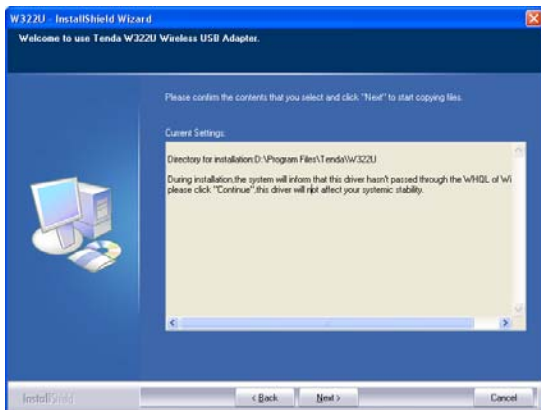 W322U - InstallShield Wizard
Welcome to use Tenda W322U Wireless USB Adapter.
Please confirm the contents that you select and click "Next" to start copying files.
Current Settings:
Directory for installation:D:\Program Files\Tenda\W322U
During installation,the system will inform that this driver hasn't passed through the WHQL of Wi
please click "Continue",this driver will not affect your systemic stability.
InstallShield
< Back
Next >
Cancel